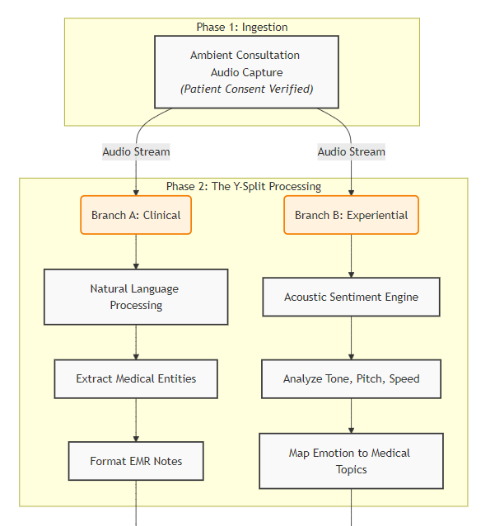 Phase 1: Ingestion
Ambient Consultation
Audio Capture
(Patient Consent Verified)
Audio Stream
Audio Stream
Phase 2: The Y-Split Processing
Branch A: Clinical
Branch B: Experiential
Natural Language
Processing
Acoustic Sentiment Engine
Extract Medical Entities
Analyze Tone, Pitch, Speed
Format EMR Notes
Map Emotion to Medical
Topics